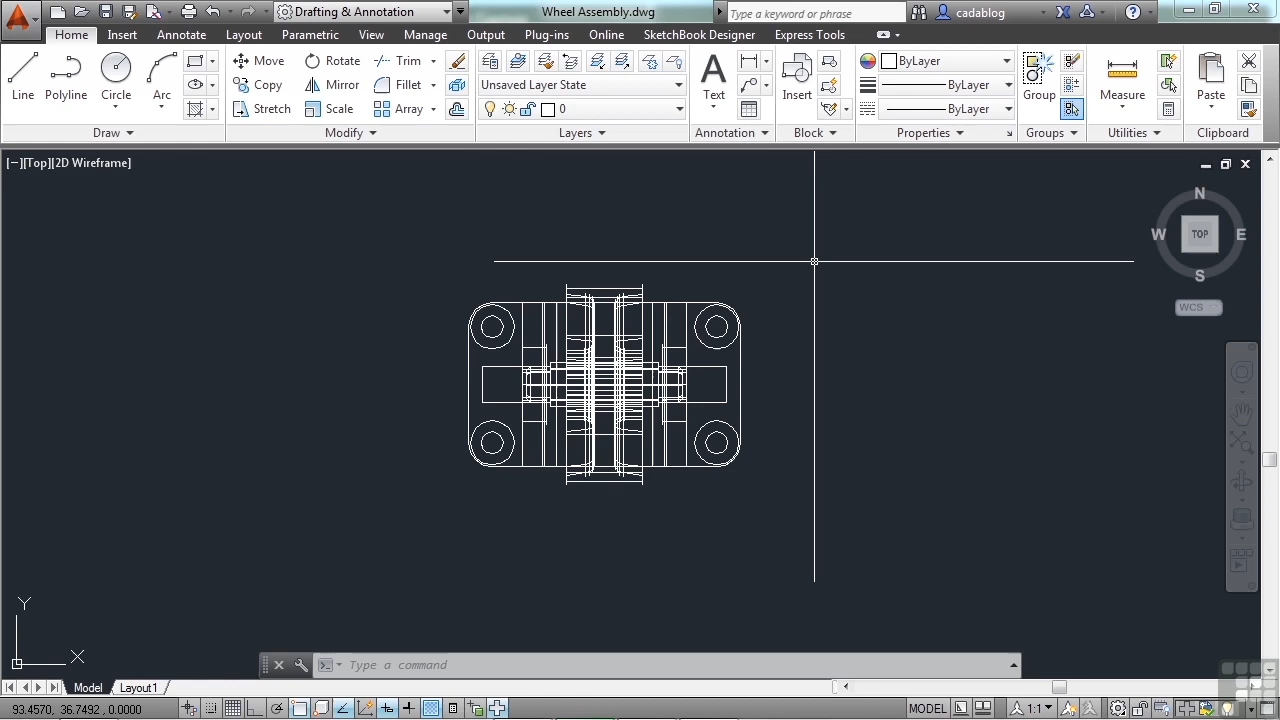 Drafting & Annotation
Wheel Assembly.dwg
Type a keyword or phrase
cadablog
Home Insert Annotate Layout Parametric View Manage Output Plug-ins Online SketchBook Designer Express Tools
Line Polyline Circle Arc
Move Rotate Trim
Copy Mirror Fillet
Stretch Scale Array
Unsaved Layer State
0
Text
Insert
ByLayer
ByLayer
ByLayer
Group
Measure
Paste
Draw Modify Layers Annotation Block Properties Groups Utilities Clipboard
[−][Top][2D Wireframe]
N
W TOP E
S
WCS
Y
X
Type a command
Model Layout1
93.4570, 36.7492, 0.0000
MODEL
1:1